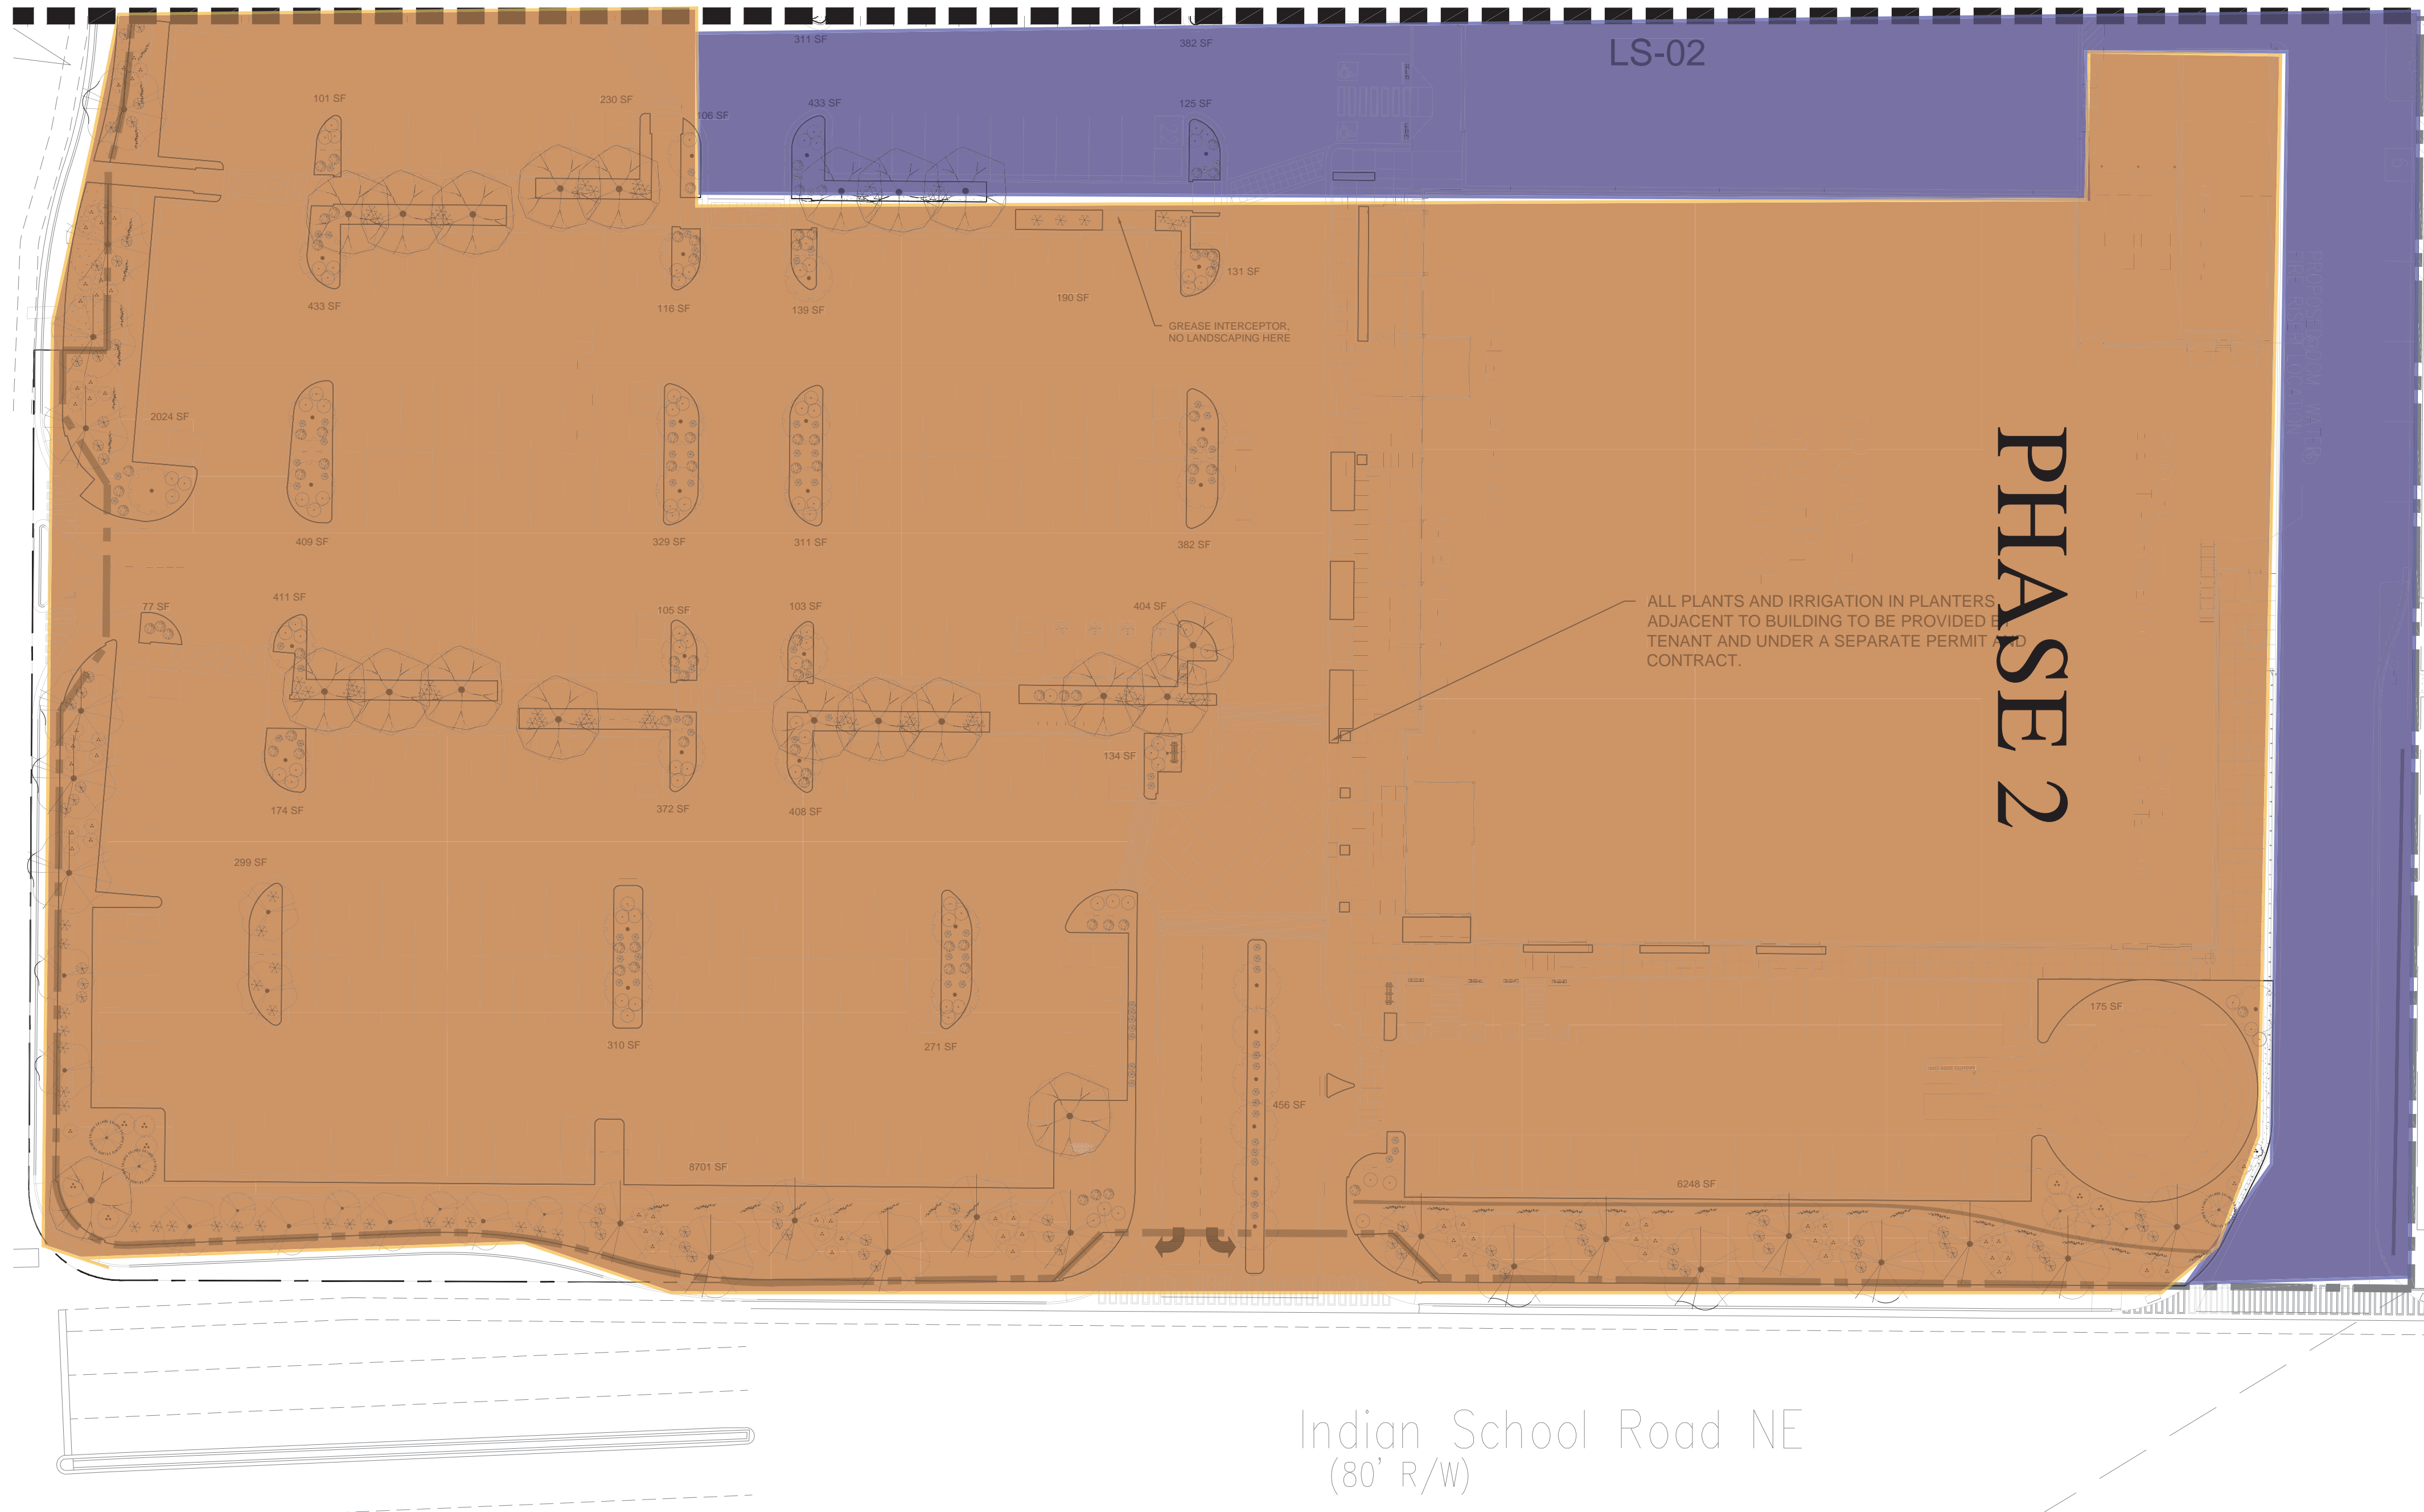 311 SF
382 SF
LS-02
101 SF
230 SF
106 SF
433 SF
125 SF
22
433 SF
116 SF
139 SF
190 SF
131 SF
GREASE INTERCEPTOR,
NO LANDSCAPING HERE
2024 SF
409 SF
329 SF
311 SF
382 SF
PHASE 2
77 SF
411 SF
105 SF
103 SF
404 SF
ALL PLANTS AND IRRIGATION IN PLANTERS
ADJACENT TO BUILDING TO BE PROVIDED BY
TENANT AND UNDER A SEPARATE PERMIT AND
CONTRACT.
134 SF
174 SF
372 SF
408 SF
299 SF
310 SF
271 SF
175 SF
456 SF
8701 SF
6248 SF
Indian School Road NE
(80' R/W)